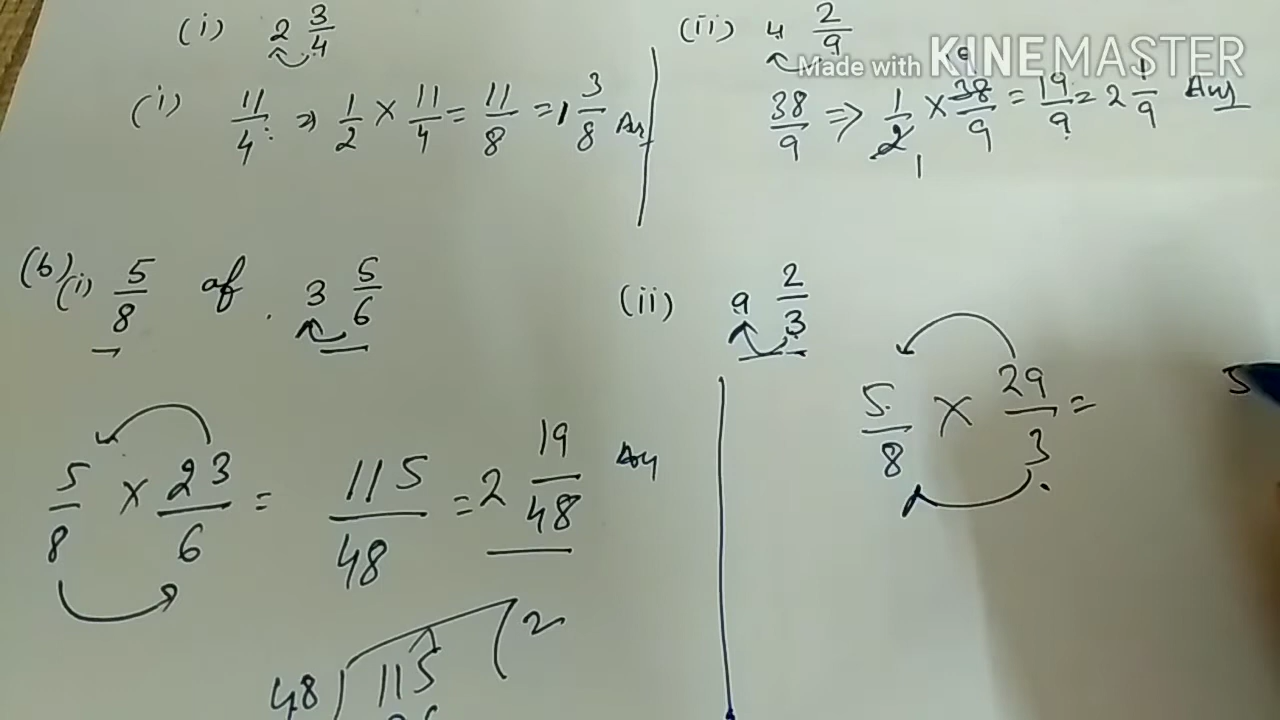 (i) 2 3/4
(i) 11/4 ⇒ 1/2 × 11/4 = 11/8 = 1 3/8 Ans
(ii) 4 2/9
Made with KINEMASTER
38/9 ⇒ 1/2 × 38/9 = 19/9 = 2 1/9 Ans
19
1
(b) (i) 5/8 of 3 5/6
5/8 × 23/6 = 115/48 = 2 19/48 Ans
48 ) 115 ( 2
(ii) 9 2/3
5/8 × 29/3 =
5